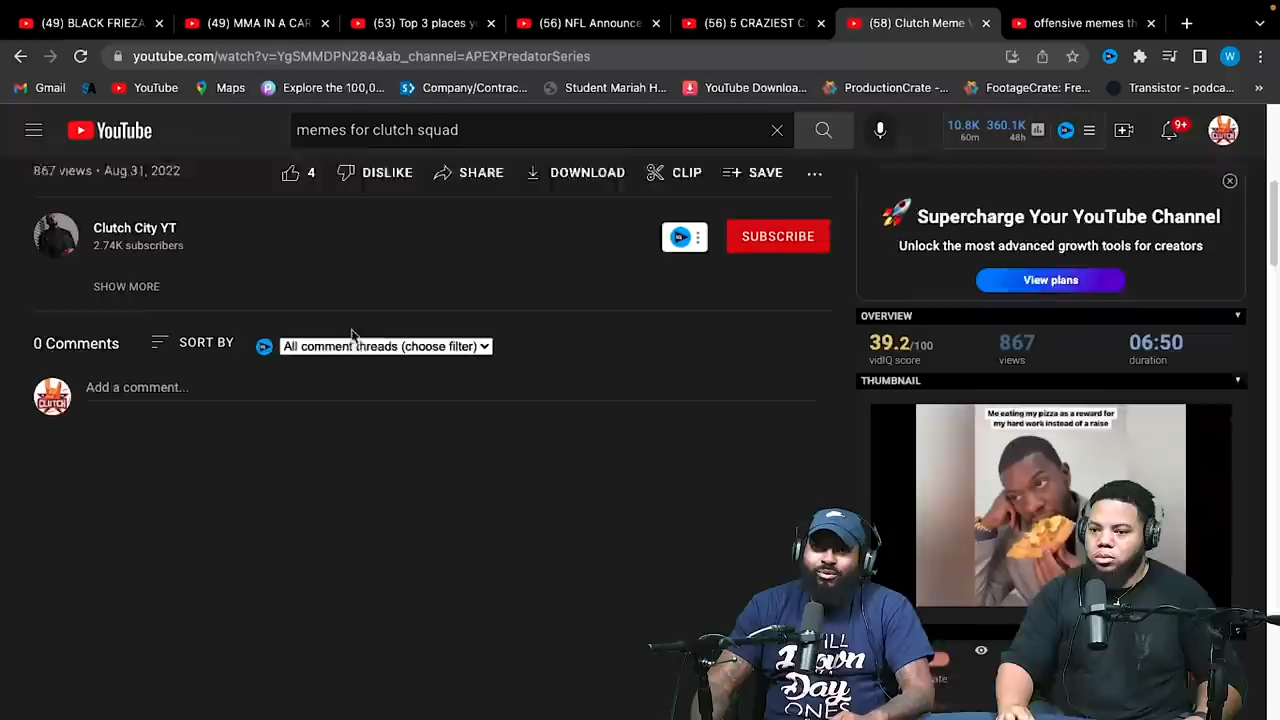 (49) BLACK FRIEZA
(49) MMA IN A CAR
(53) Top 3 places y
(56) NFL Announce
(56) 5 CRAZIEST C
(58) Clutch Meme V
offensive memes th
youtube.com/watch?v=YgSMMDPN284&ab_channel=APEXPredatorSeries
W
Gmail
YouTube
Maps
Explore the 100,0...
Company/Contrac...
Student Mariah H...
YouTube Downloa...
ProductionCrate -...
FootageCrate: Fre...
Transistor - podca...
»
YouTube
memes for clutch squad
10.8K 360.1K
60m 48h
9+
867 views • Aug 31, 2022
4
DISLIKE
SHARE
DOWNLOAD
CLIP
SAVE
...
Clutch City YT
2.74K subscribers
SUBSCRIBE
SHOW MORE
0 Comments
SORT BY
All comment threads (choose filter)
CLUTCH
Add a comment...
Supercharge Your YouTube Channel
Unlock the most advanced growth tools for creators
View plans
OVERVIEW
39.2/100
vidIQ score
867
views
06:50
duration
THUMBNAIL
Me eating my pizza as a reward for
my hard work instead of a raise
Down
Day
ONES